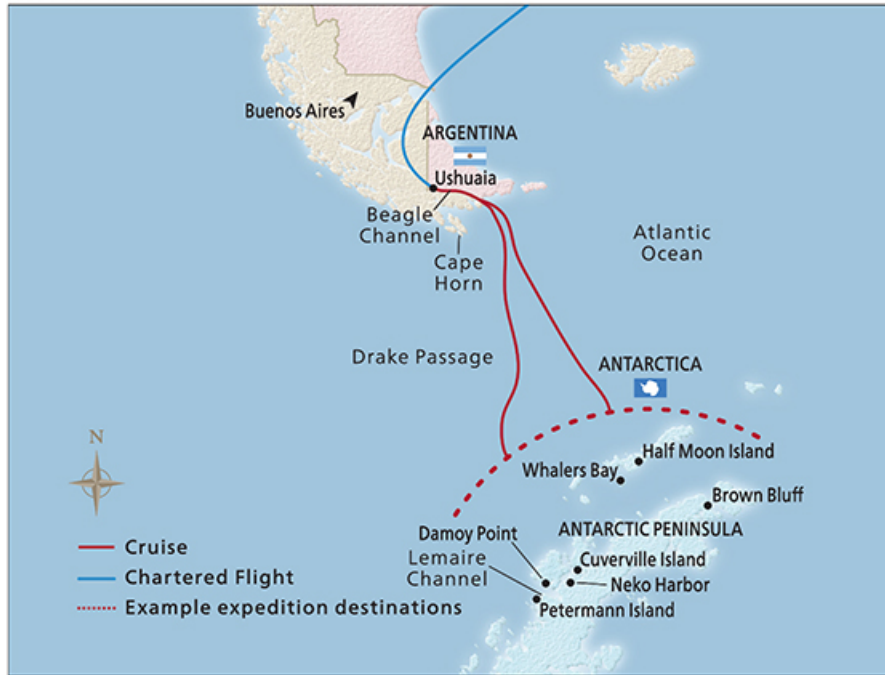 Buenos Aires
ARGENTINA
Ushuaia
Beagle
Channel
Cape
Horn
Atlantic
Ocean
Drake Passage
ANTARCTICA
N
Half Moon Island
Whalers Bay
Brown Bluff
Damoy Point
ANTARCTIC PENINSULA
Lemaire
Channel
Cuverville Island
Neko Harbor
Petermann Island
Cruise
Chartered Flight
Example expedition destinations